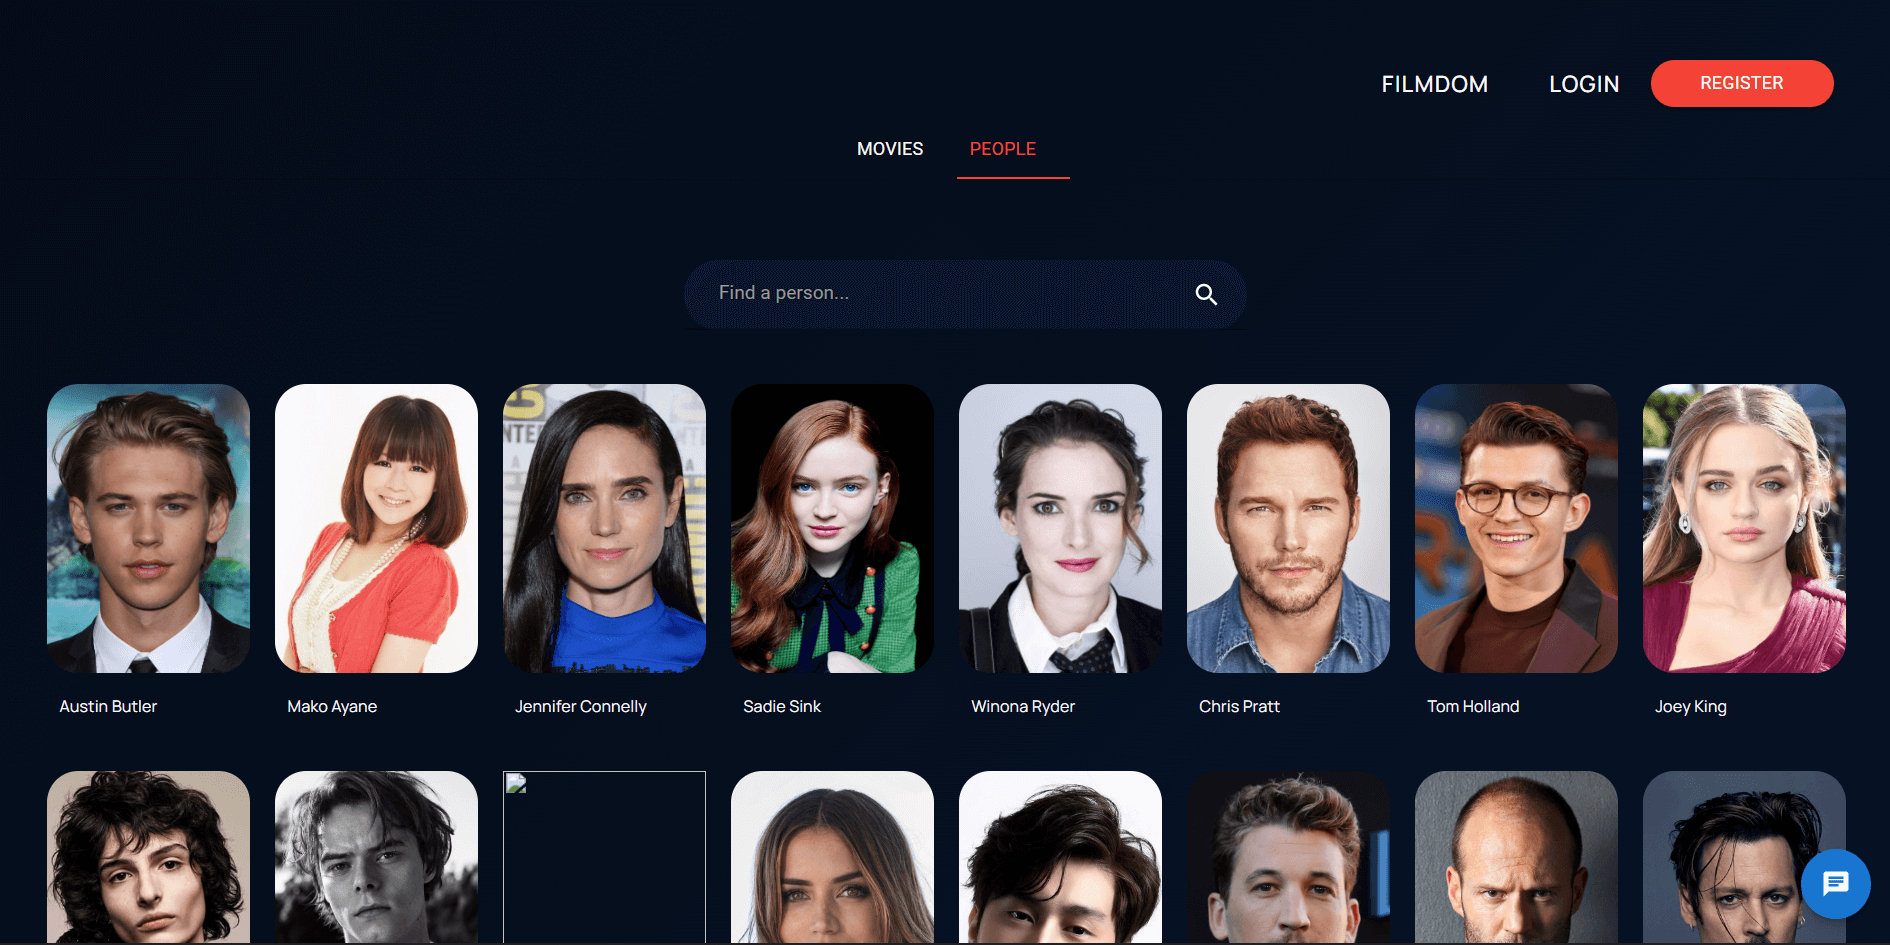 FILMDOM LOGIN REGISTER
MOVIES PEOPLE
Find a person...
Austin Butler Mako Ayane Jennifer Connelly Sadie Sink Winona Ryder Chris Pratt Tom Holland Joey King